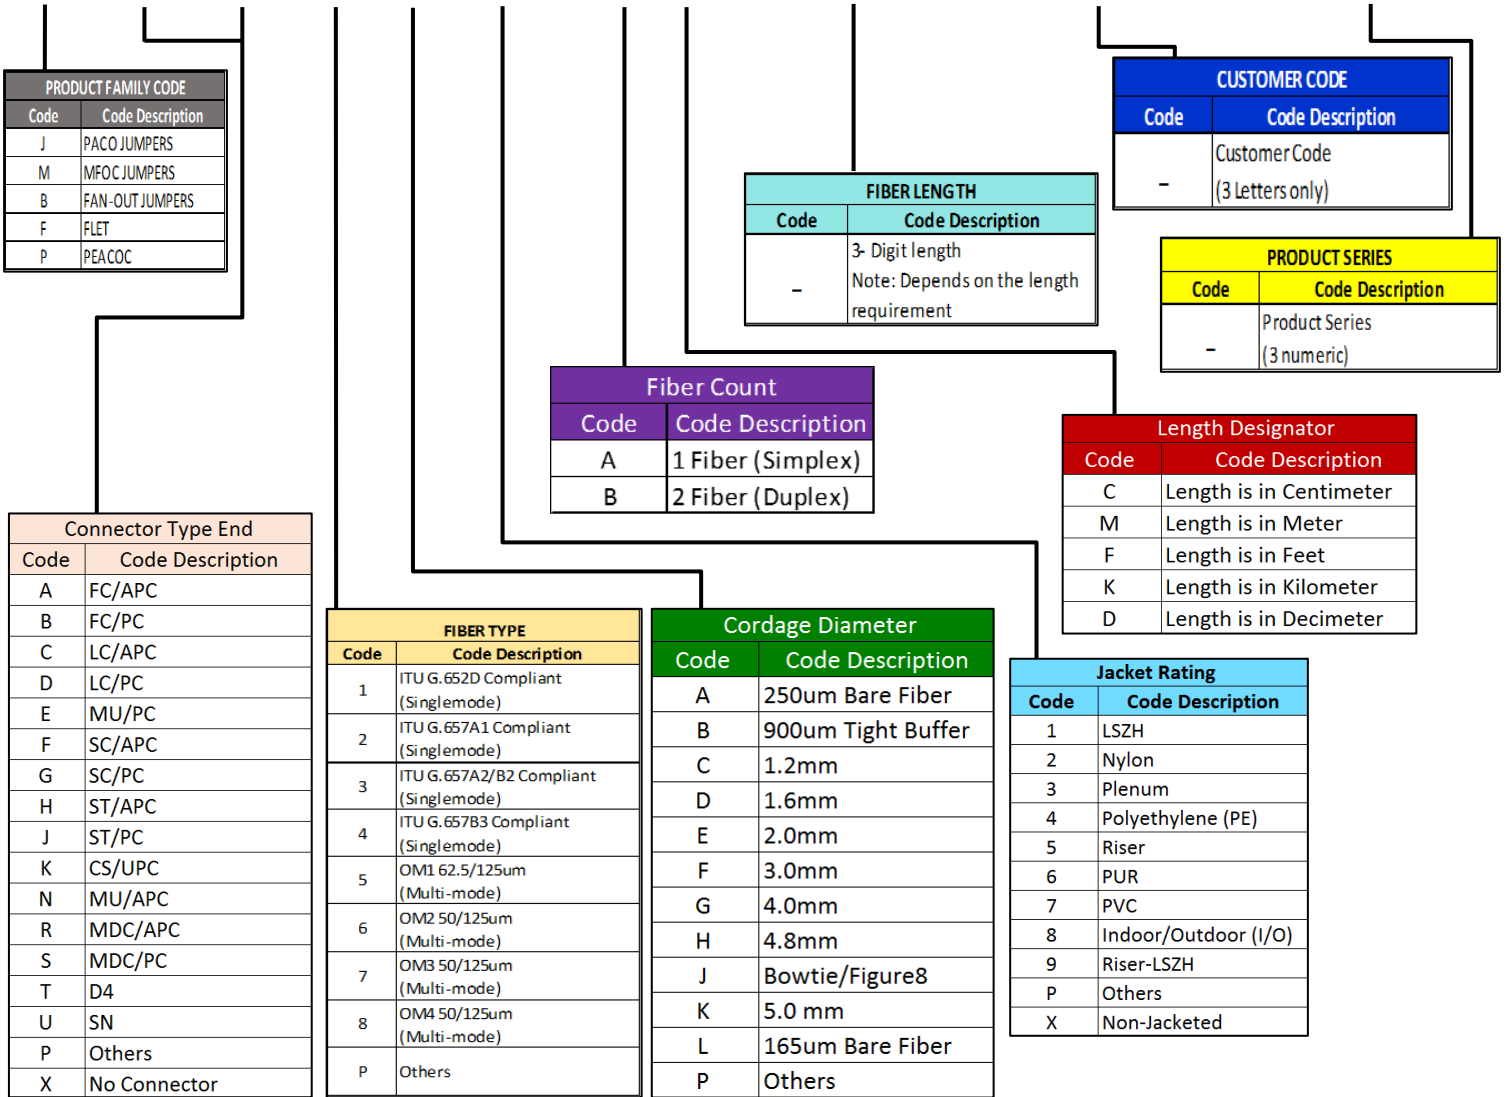 PRODUCT FAMILY CODE
Code Code Description
J PACO JUMPERS
M MFOC JUMPERS
B FAN-OUT JUMPERS
F FLET
P PEACOC
CUSTOMER CODE
Code Code Description
Customer Code
– (3 Letters only)
FIBER LENGTH
Code Code Description
3- Digit length
Note: Depends on the length
– requirement
PRODUCT SERIES
Code Code Description
Product Series
– (3 numeric)
Fiber Count
Code Code Description
A 1 Fiber (Simplex)
B 2 Fiber (Duplex)
Length Designator
Code Code Description
C Length is in Centimeter
M Length is in Meter
F Length is in Feet
K Length is in Kilometer
D Length is in Decimeter
Connector Type End
Code Code Description
A FC/APC
B FC/PC
C LC/APC
D LC/PC
E MU/PC
F SC/APC
G SC/PC
H ST/APC
J ST/PC
K CS/UPC
N MU/APC
R MDC/APC
S MDC/PC
T D4
U SN
P Others
X No Connector
FIBER TYPE
Code Code Description
1 ITU G.652D Compliant
(Singlemode)
2 ITU G.657A1 Compliant
(Singlemode)
3 ITU G.657A2/B2 Compliant
(Singlemode)
4 ITU G.657B3 Compliant
(Singlemode)
5 OM1 62.5/125um
(Multi-mode)
6 OM2 50/125um
(Multi-mode)
7 OM3 50/125um
(Multi-mode)
8 OM4 50/125um
(Multi-mode)
P Others
Cordage Diameter
Code Code Description
A 250um Bare Fiber
B 900um Tight Buffer
C 1.2mm
D 1.6mm
E 2.0mm
F 3.0mm
G 4.0mm
H 4.8mm
J Bowtie/Figure8
K 5.0 mm
L 165um Bare Fiber
P Others
Jacket Rating
Code Code Description
1 LSZH
2 Nylon
3 Plenum
4 Polyethylene (PE)
5 Riser
6 PUR
7 PVC
8 Indoor/Outdoor (I/O)
9 Riser-LSZH
P Others
X Non-Jacketed